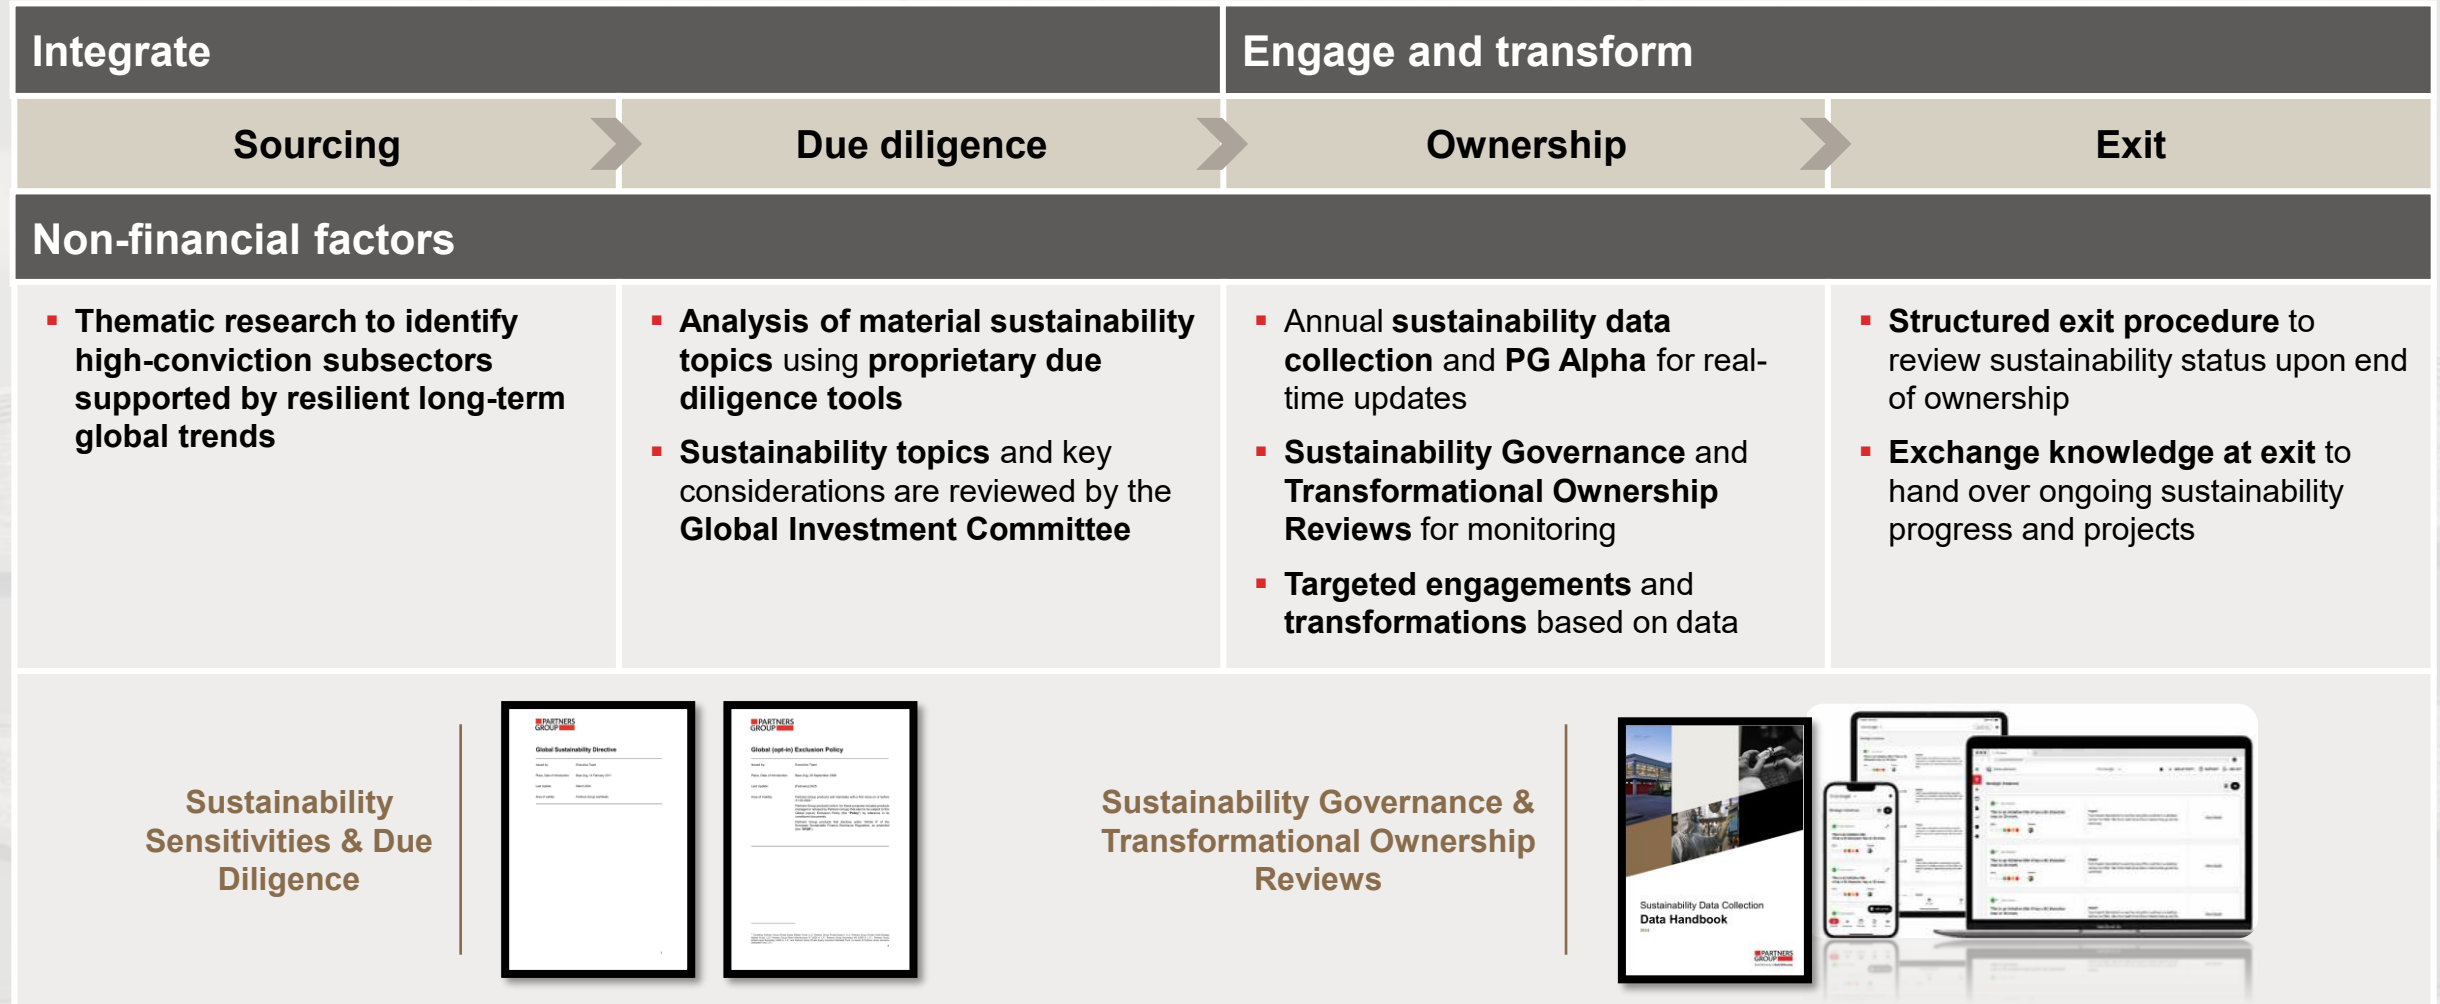 Integrate
Engage and transform
Sourcing
Due diligence
Ownership
Exit
Non-financial factors
Thematic research to identify
high-conviction subsectors
supported by resilient long-term
global trends
Analysis of material sustainability
topics using proprietary due
diligence tools
Sustainability topics and key
considerations are reviewed by the
Global Investment Committee
Annual sustainability data
collection and PG Alpha for real-
time updates
Sustainability Governance and
Transformational Ownership
Reviews for monitoring
Targeted engagements and
transformations based on data
Structured exit procedure to
review sustainability status upon end
of ownership
Exchange knowledge at exit to
hand over ongoing sustainability
progress and projects
Sustainability
Sensitivities & Due
Diligence
PARTNERS
GROUP
Global Sustainability Directive
PARTNERS
GROUP
Global (opt-in) Exclusion Policy
Sustainability Governance &
Transformational Ownership
Reviews
Sustainability Data Collection
Data Handbook
PARTNERS
GROUP